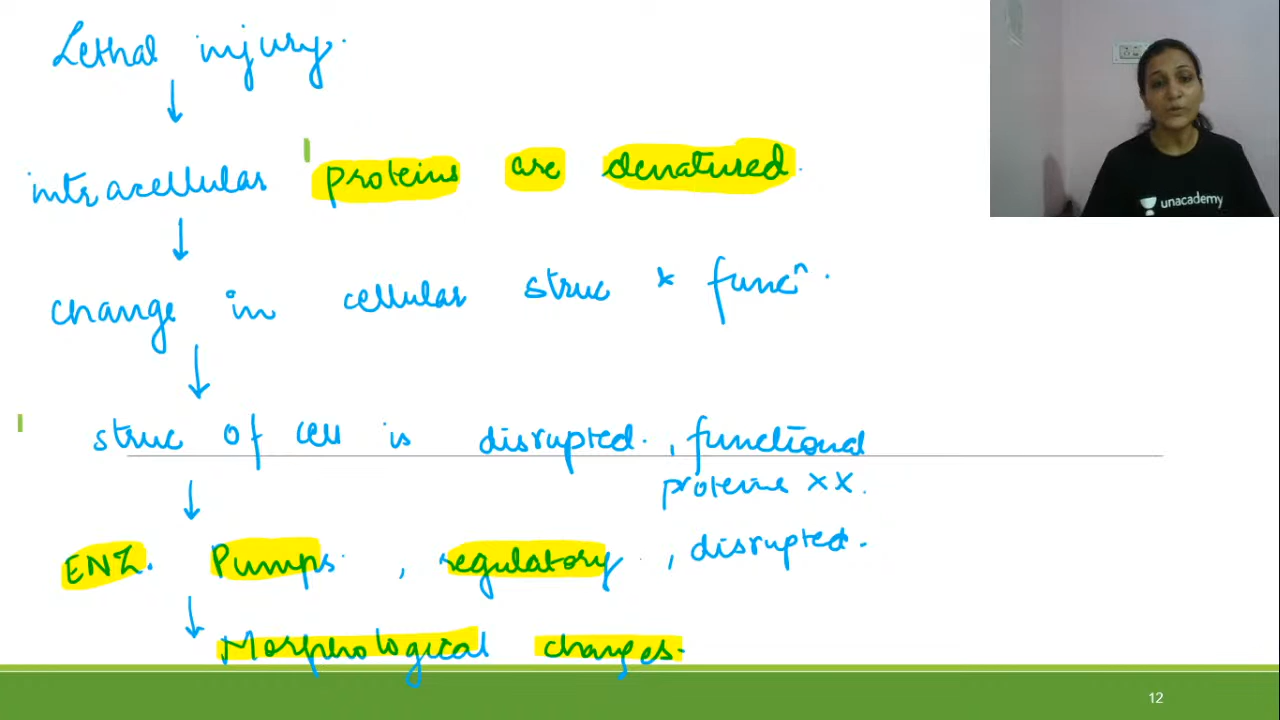 Lethal injury.
intracellular proteins are denatured.
change in cellular struc & funcⁿ.
struc of cell is disrupted. , functional
proteins xx.
ENZ. Pumps. , regulatory , disrupted.
Morphological changes.
unacademy
12